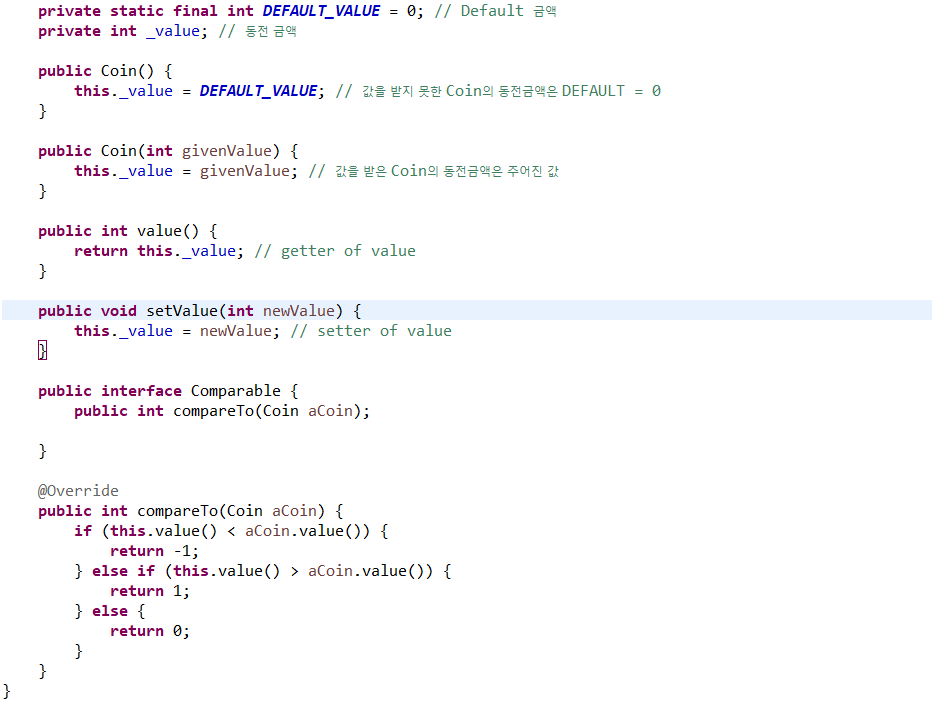 private static final int DEFAULT_VALUE = 0; // Default 금액
private int _value; // 동전 금액
public Coin() {
this._value = DEFAULT_VALUE; // 값을 받지 못한 Coin의 동전금액은 DEFAULT = 0
}
public Coin(int givenValue) {
this._value = givenValue; // 값을 받은 Coin의 동전금액은 주어진 값
}
public int value() {
return this._value; // getter of value
}
public void setValue(int newValue) {
this._value = newValue; // setter of value
}
public interface Comparable {
public int compareTo(Coin aCoin);
}
@Override
public int compareTo(Coin aCoin) {
if (this.value() < aCoin.value()) {
return -1;
} else if (this.value() > aCoin.value()) {
return 1;
} else {
return 0;
}
}
}